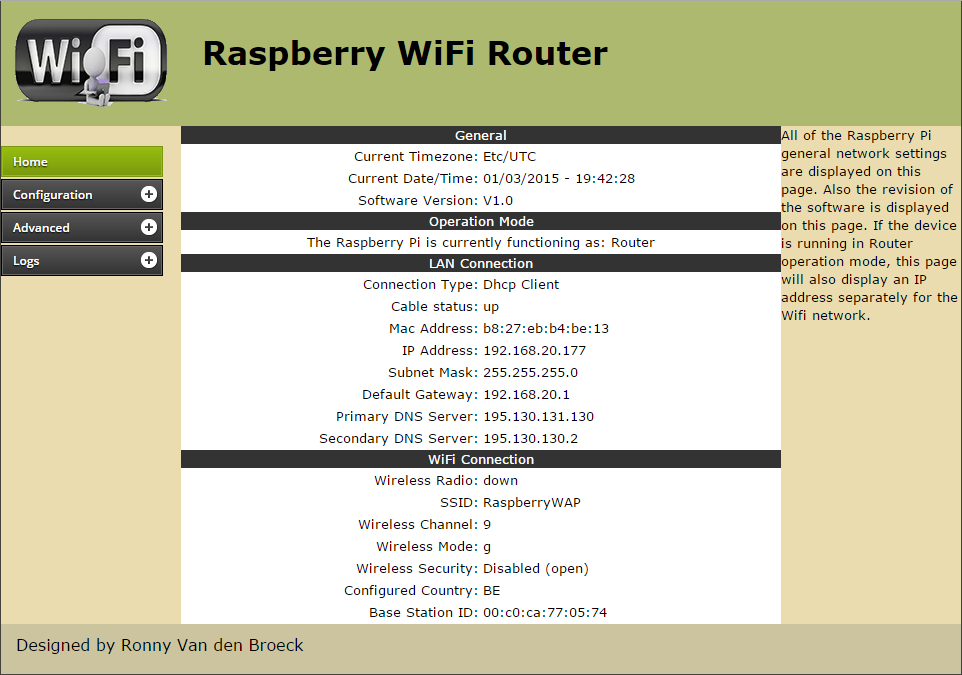 WiFi
Raspberry WiFi Router
Home
Configuration
Advanced
Logs
General
Current Timezone: Etc/UTC
Current Date/Time: 01/03/2015 - 19:42:28
Software Version: V1.0
Operation Mode
The Raspberry Pi is currently functioning as: Router
LAN Connection
Connection Type: Dhcp Client
Cable status: up
Mac Address: b8:27:eb:b4:be:13
IP Address: 192.168.20.177
Subnet Mask: 255.255.255.0
Default Gateway: 192.168.20.1
Primary DNS Server: 195.130.131.130
Secondary DNS Server: 195.130.130.2
WiFi Connection
Wireless Radio: down
SSID: RaspberryWAP
Wireless Channel: 9
Wireless Mode: g
Wireless Security: Disabled (open)
Configured Country: BE
Base Station ID: 00:c0:ca:77:05:74
All of the Raspberry Pi
general network settings
are displayed on this
page. Also the revision of
the software is displayed
on this page. If the device
is running in Router
operation mode, this page
will also display an IP
address separately for the
Wifi network.
Designed by Ronny Van den Broeck